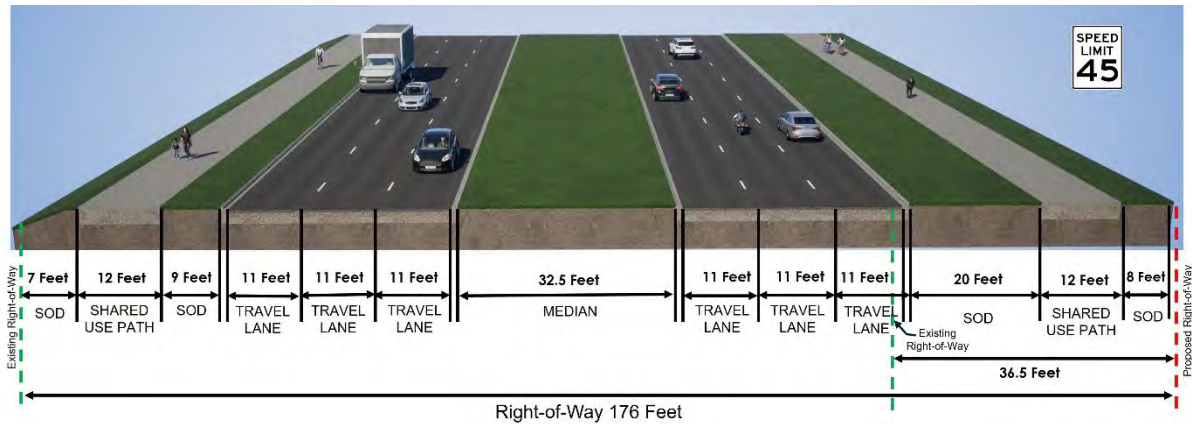 SPEED
LIMIT
45
Existing Right-of-Way
7 Feet
SOD
12 Feet
SHARED
USE PATH
9 Feet
SOD
11 Feet
TRAVEL
LANE
11 Feet
TRAVEL
LANE
11 Feet
TRAVEL
LANE
32.5 Feet
MEDIAN
11 Feet
TRAVEL
LANE
11 Feet
TRAVEL
LANE
11 Feet
TRAVEL
LANE
Existing
Right-of-Way
20 Feet
SOD
12 Feet
SHARED
USE PATH
8 Feet
SOD
Proposed Right-of-Way
36.5 Feet
Right-of-Way 176 Feet